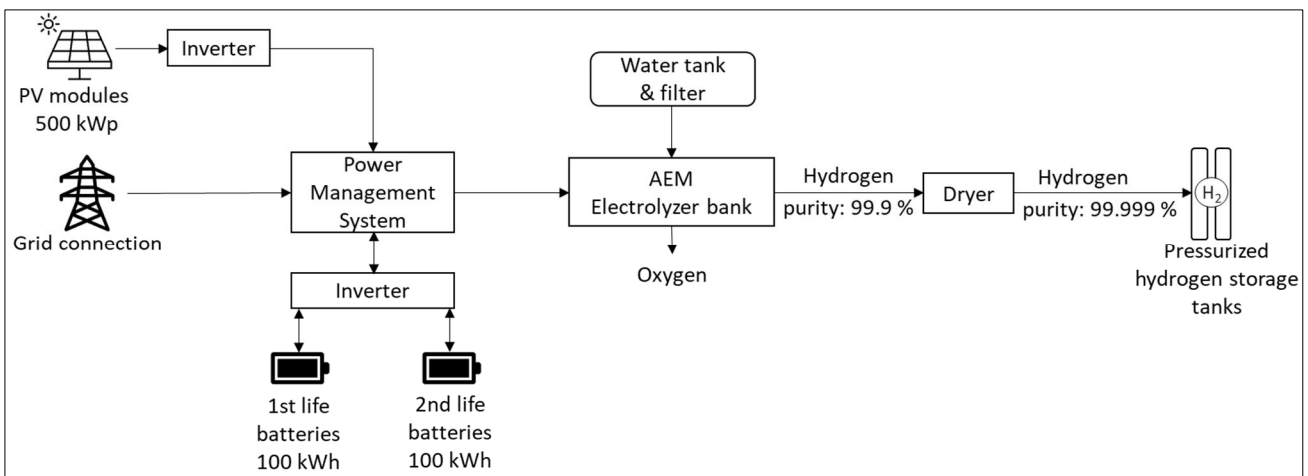 PV modules
500 kWp
Inverter
Grid connection
Power
Management
System
Inverter
1st life
batteries
100 kWh
2nd life
batteries
100 kWh
Water tank
& filter
AEM
Electrolyzer bank
Oxygen
Hydrogen
purity: 99.9 %
Dryer
Hydrogen
purity: 99.999 %
H₂
Pressurized
hydrogen storage
tanks